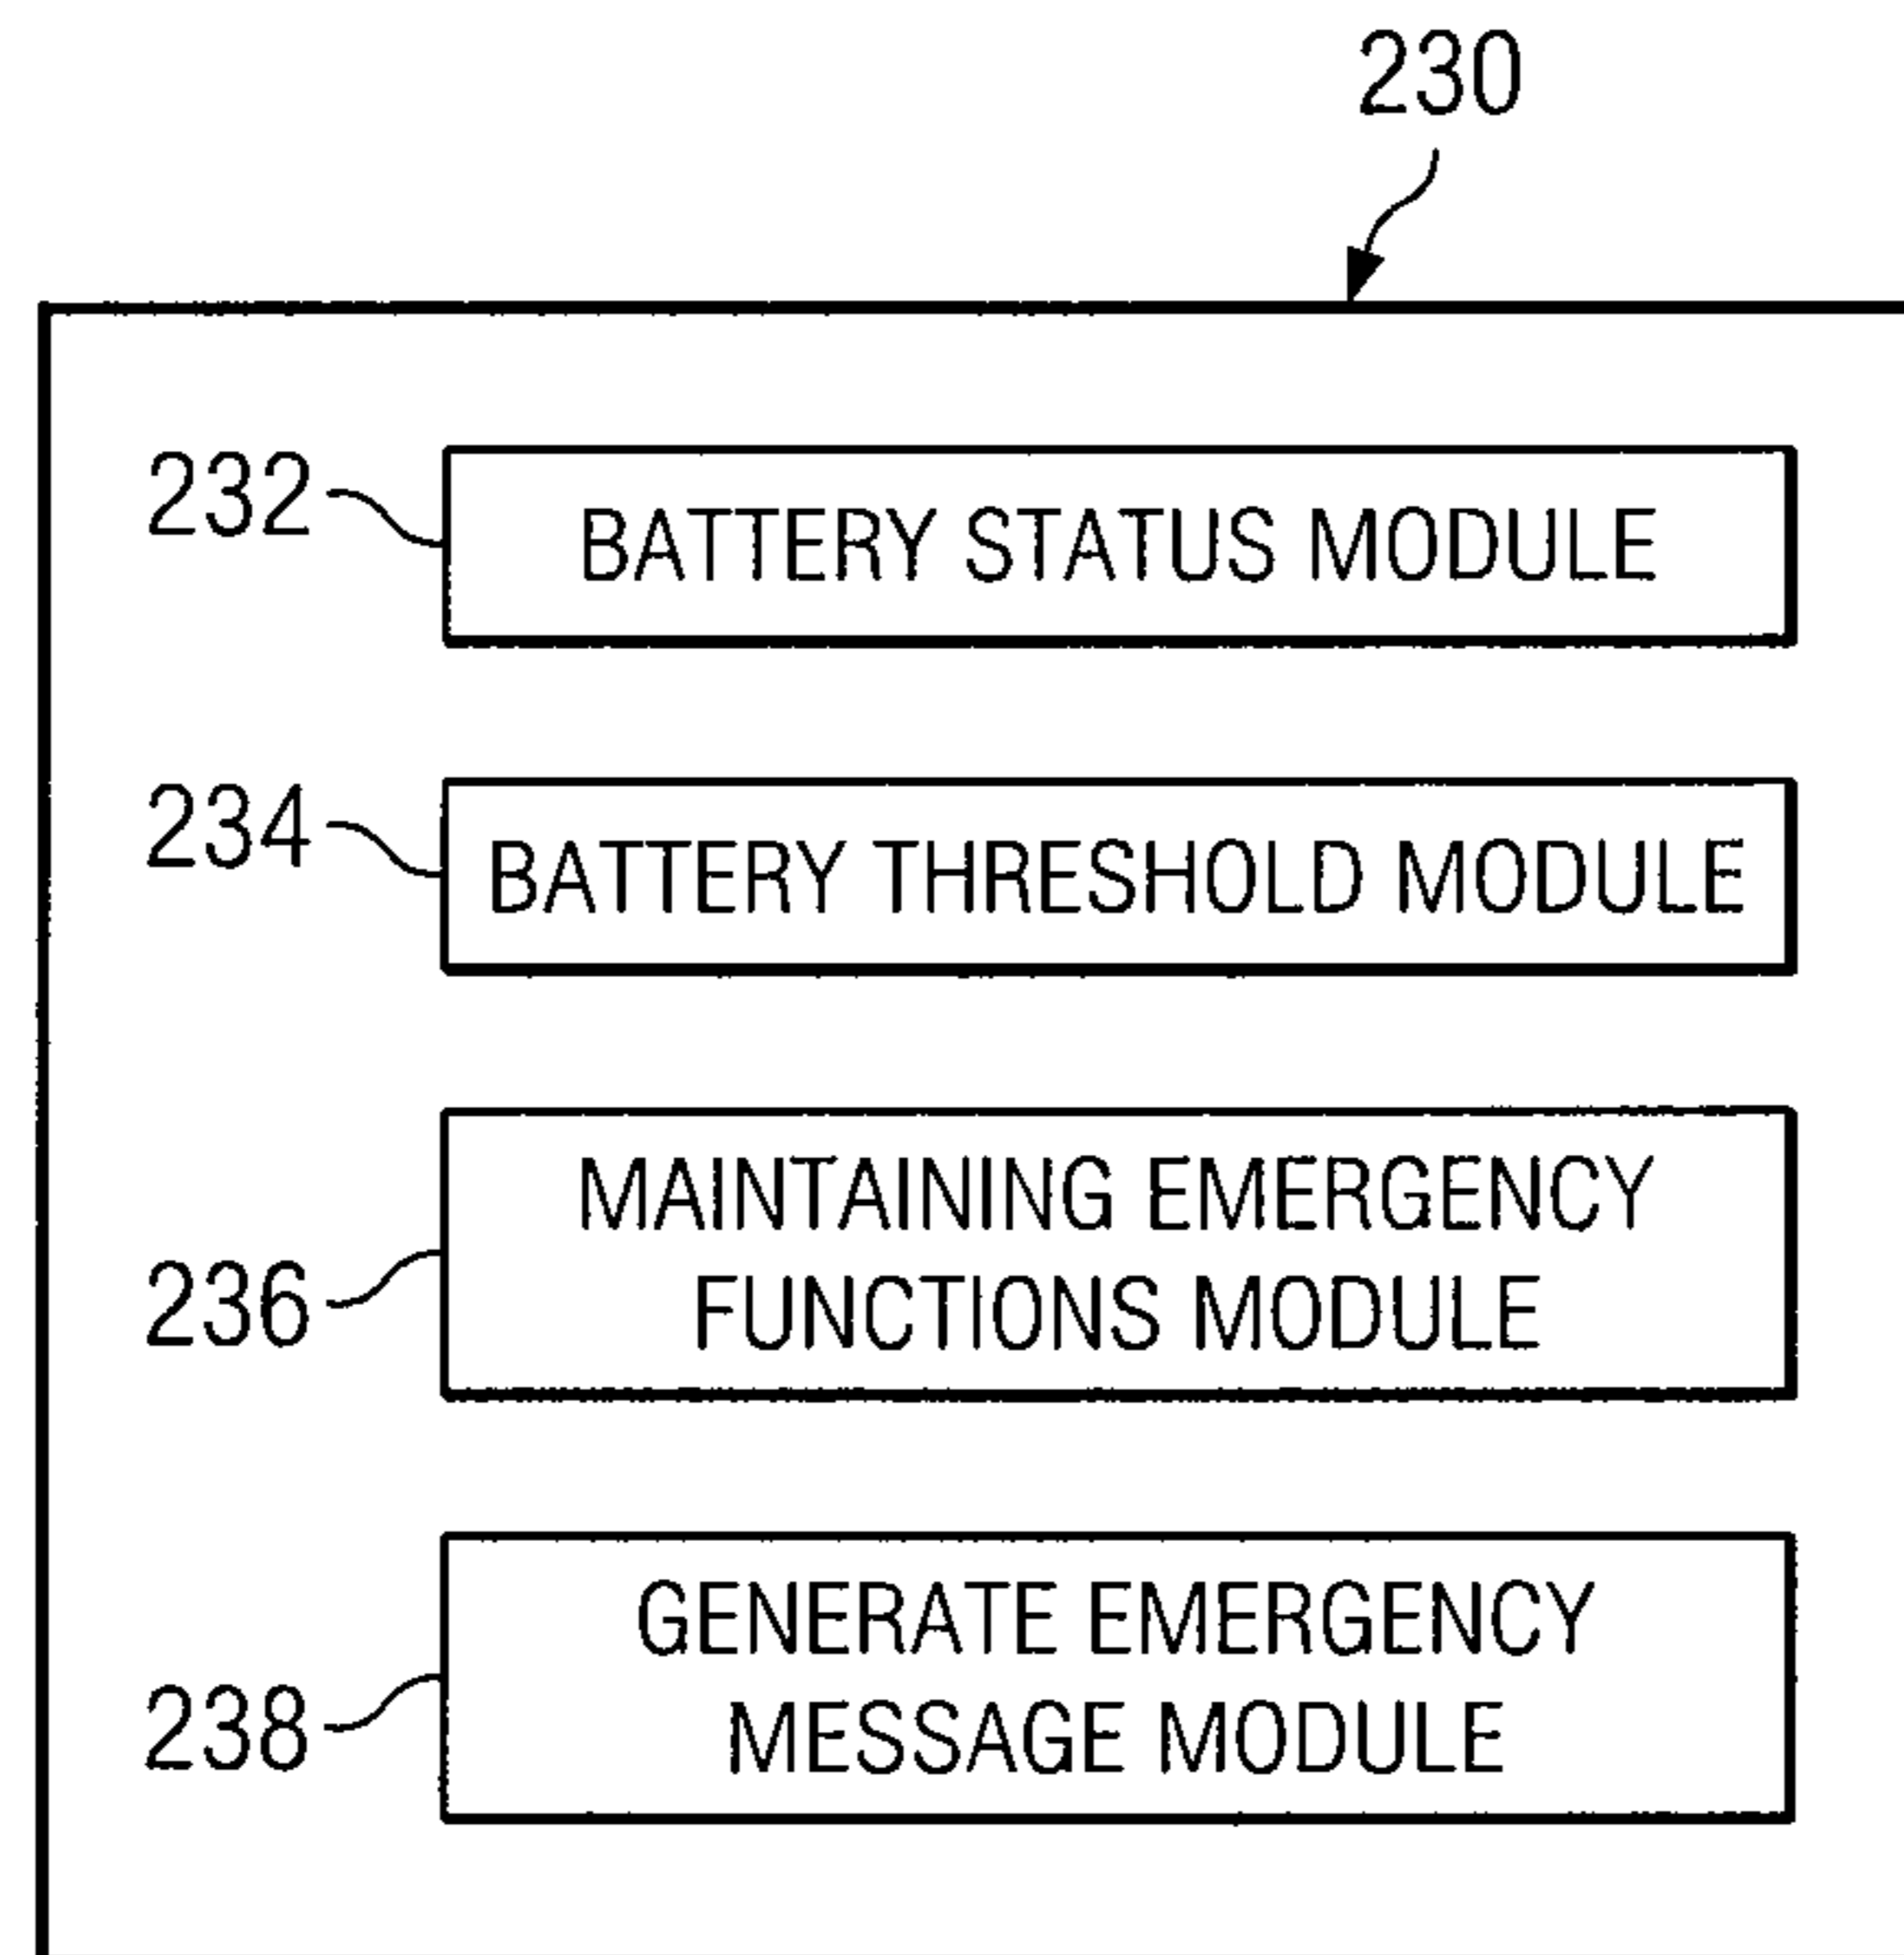 230
232
BATTERY STATUS MODULE
234
BATTERY THRESHOLD MODULE
MAINTAINING EMERGENCY
236
FUNCTIONS MODULE
GENERATE EMERGENCY
238
MESSAGE MODULE